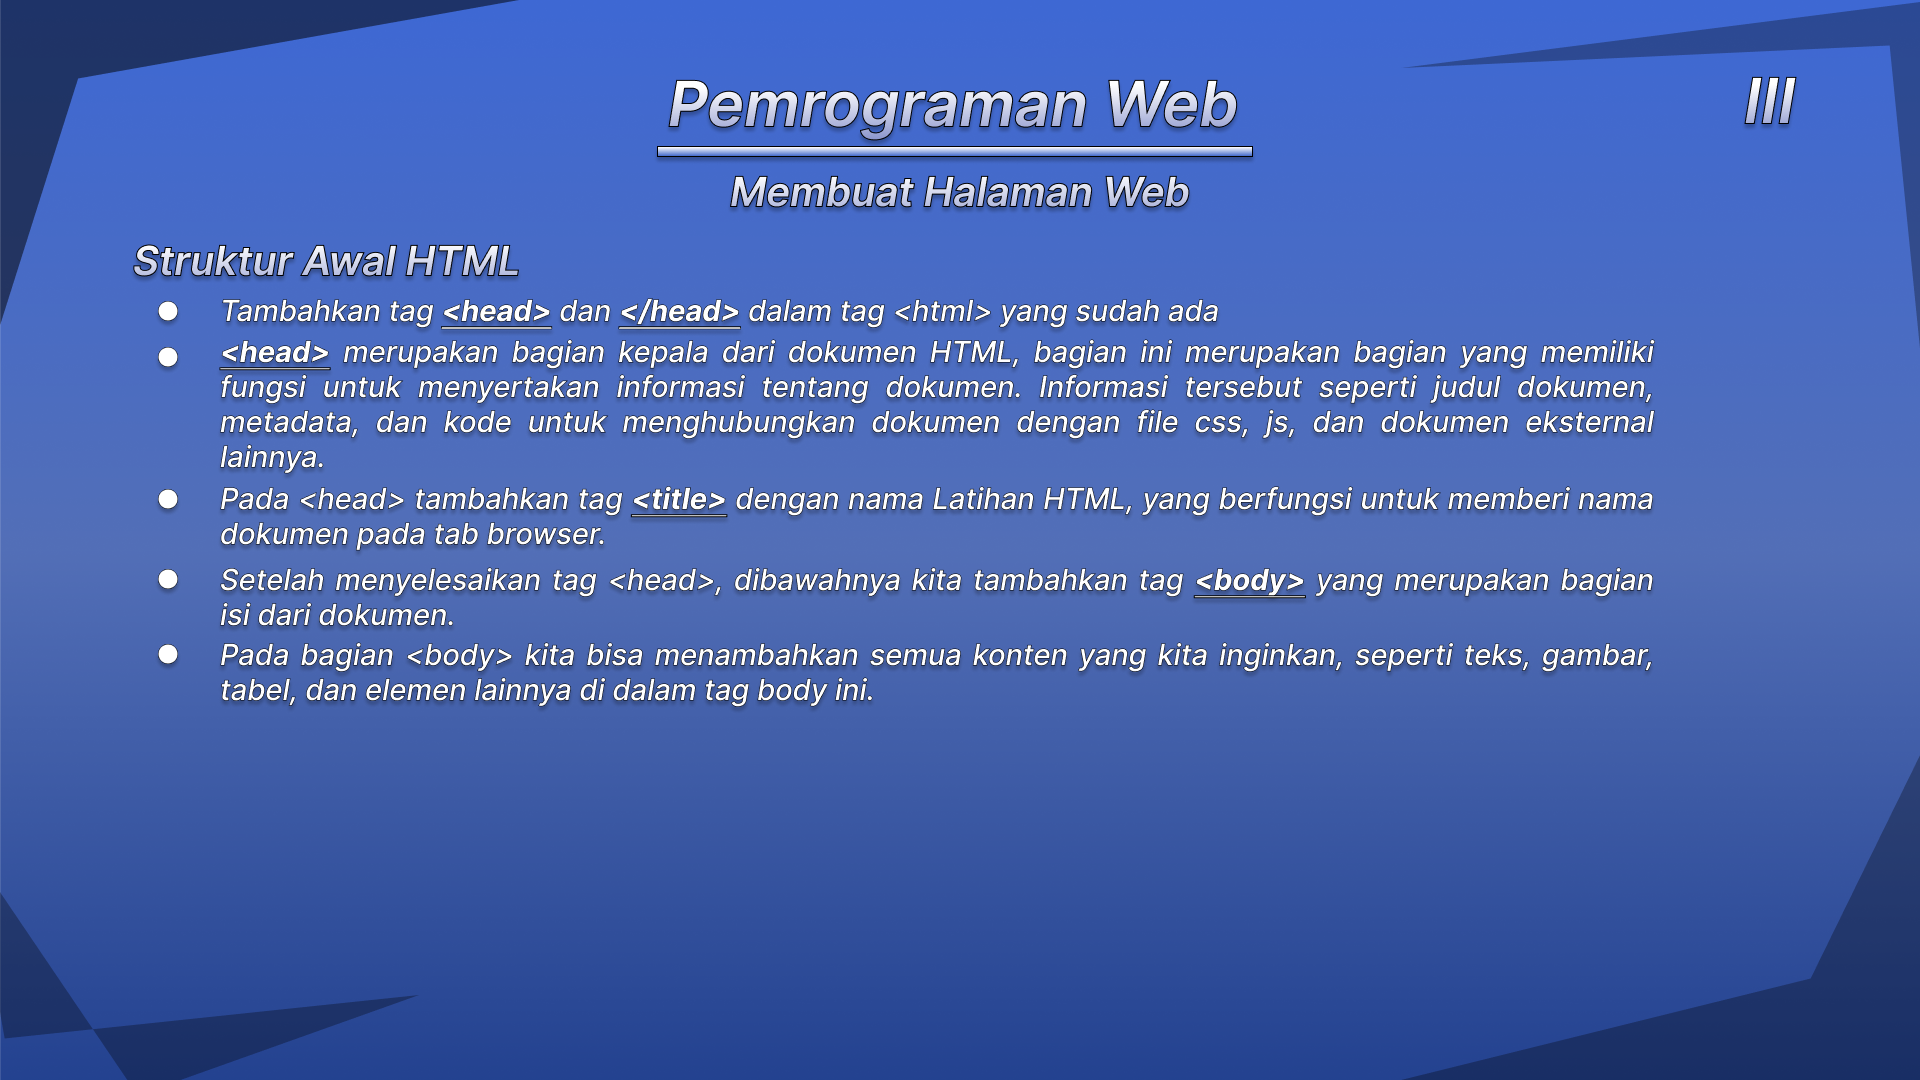 Pemrograman Web
III
Membuat Halaman Web
Struktur Awal HTML
● Tambahkan tag <head> dan </head> dalam tag <html> yang sudah ada
● <head> merupakan bagian kepala dari dokumen HTML, bagian ini merupakan bagian yang memiliki
fungsi untuk menyertakan informasi tentang dokumen. Informasi tersebut seperti judul dokumen,
metadata, dan kode untuk menghubungkan dokumen dengan file css, js, dan dokumen eksternal
lainnya.
● Pada <head> tambahkan tag <title> dengan nama Latihan HTML, yang berfungsi untuk memberi nama
dokumen pada tab browser.
● Setelah menyelesaikan tag <head>, dibawahnya kita tambahkan tag <body> yang merupakan bagian
isi dari dokumen.
● Pada bagian <body> kita bisa menambahkan semua konten yang kita inginkan, seperti teks, gambar,
tabel, dan elemen lainnya di dalam tag body ini.